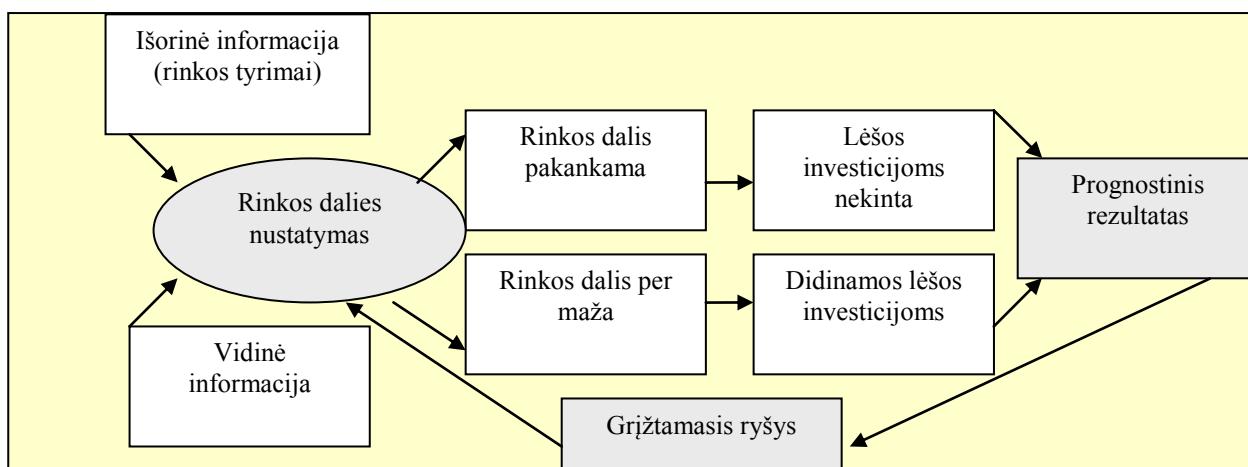 Išorinė informacija
(rinkos tyrimai)
Rinkos dalies
nustatymas
Vidinė
informacija
Rinkos dalis
pakankama
Lėšos
investicijoms
nekinta
Rinkos dalis per
maža
Didinamos lėšos
investicijoms
Prognostinis
rezultatas
Grįžtamasis ryšys